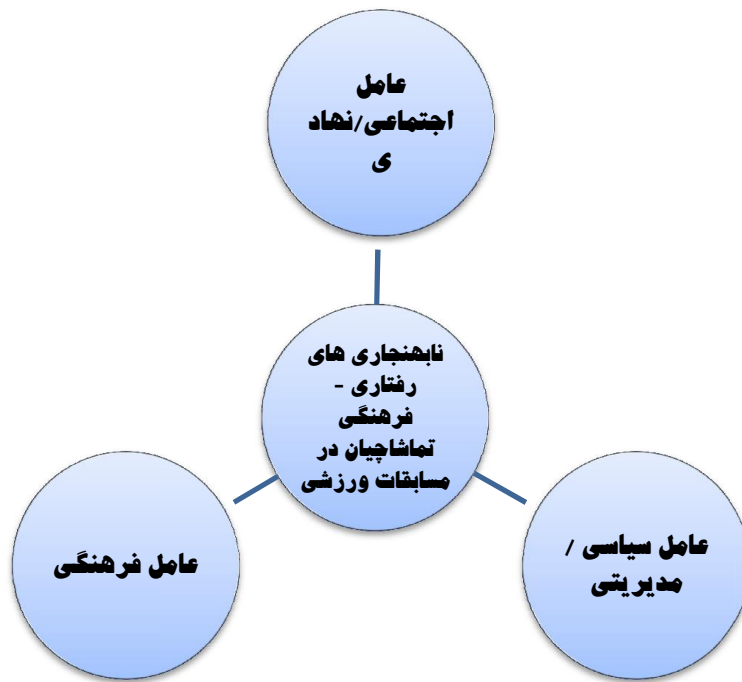 عامل
اجتماعی/نهاد
ی
نابهنجاری های
رفتاری -
فرهنگی
تماشاچیان در
مسابقات ورزشی
عامل سیاسی /
مدیریتی
عامل فرهنگی